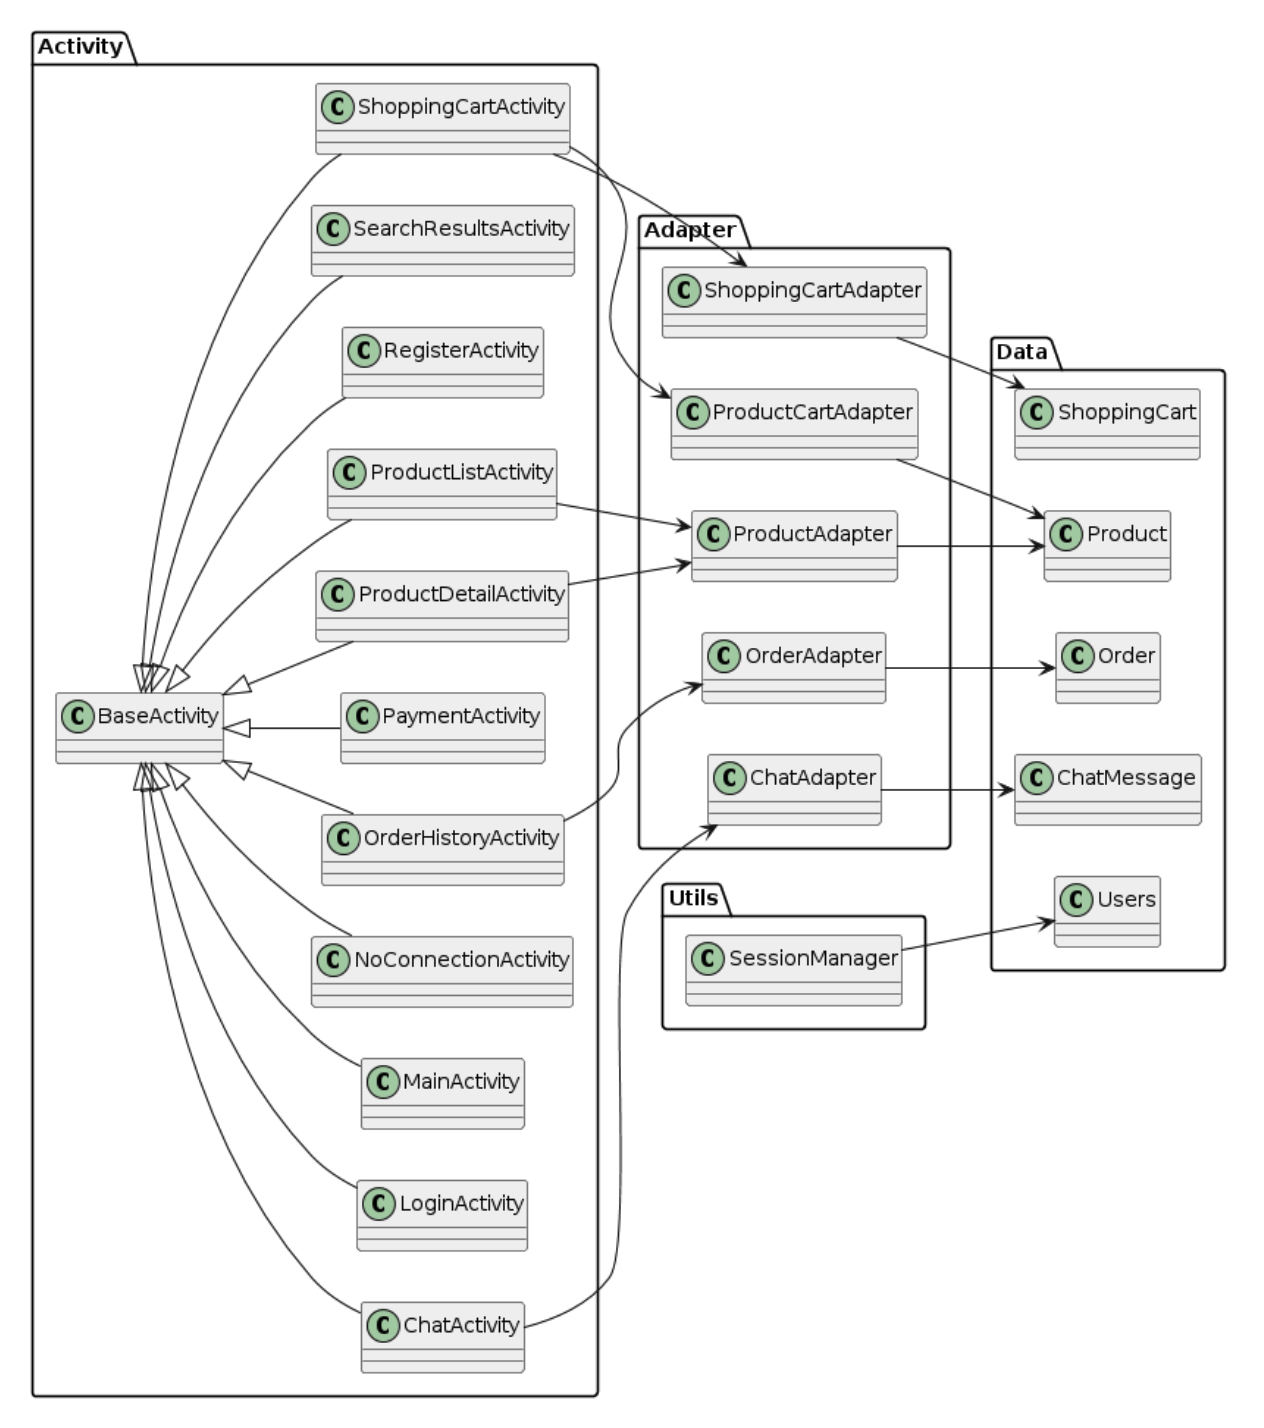 Activity
C ShoppingCartActivity
C SearchResultsActivity
C RegisterActivity
C ProductListActivity
C ProductDetailActivity
C BaseActivity
C PaymentActivity
C OrderHistoryActivity
C NoConnectionActivity
C MainActivity
C LoginActivity
C ChatActivity
Adapter
C ShoppingCartAdapter
C ProductCartAdapter
C ProductAdapter
C OrderAdapter
C ChatAdapter
Utils
C SessionManager
Data
C ShoppingCart
C Product
C Order
C ChatMessage
C Users